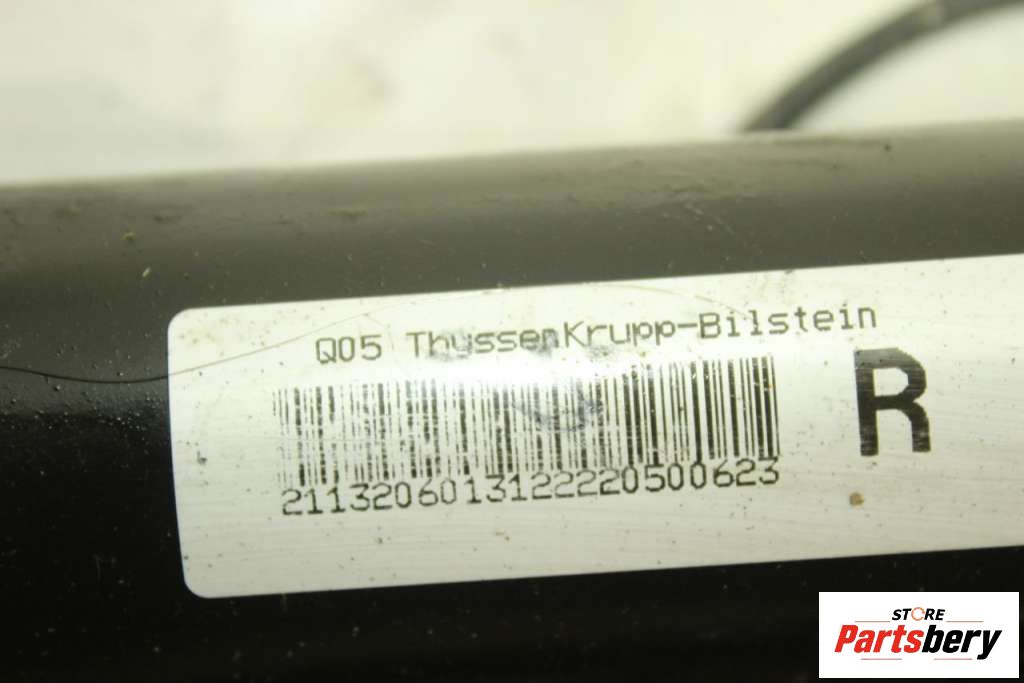 Q05 ThyssenKrupp-Bilstein
R
21132060131222220500623
STORE
Partsbery